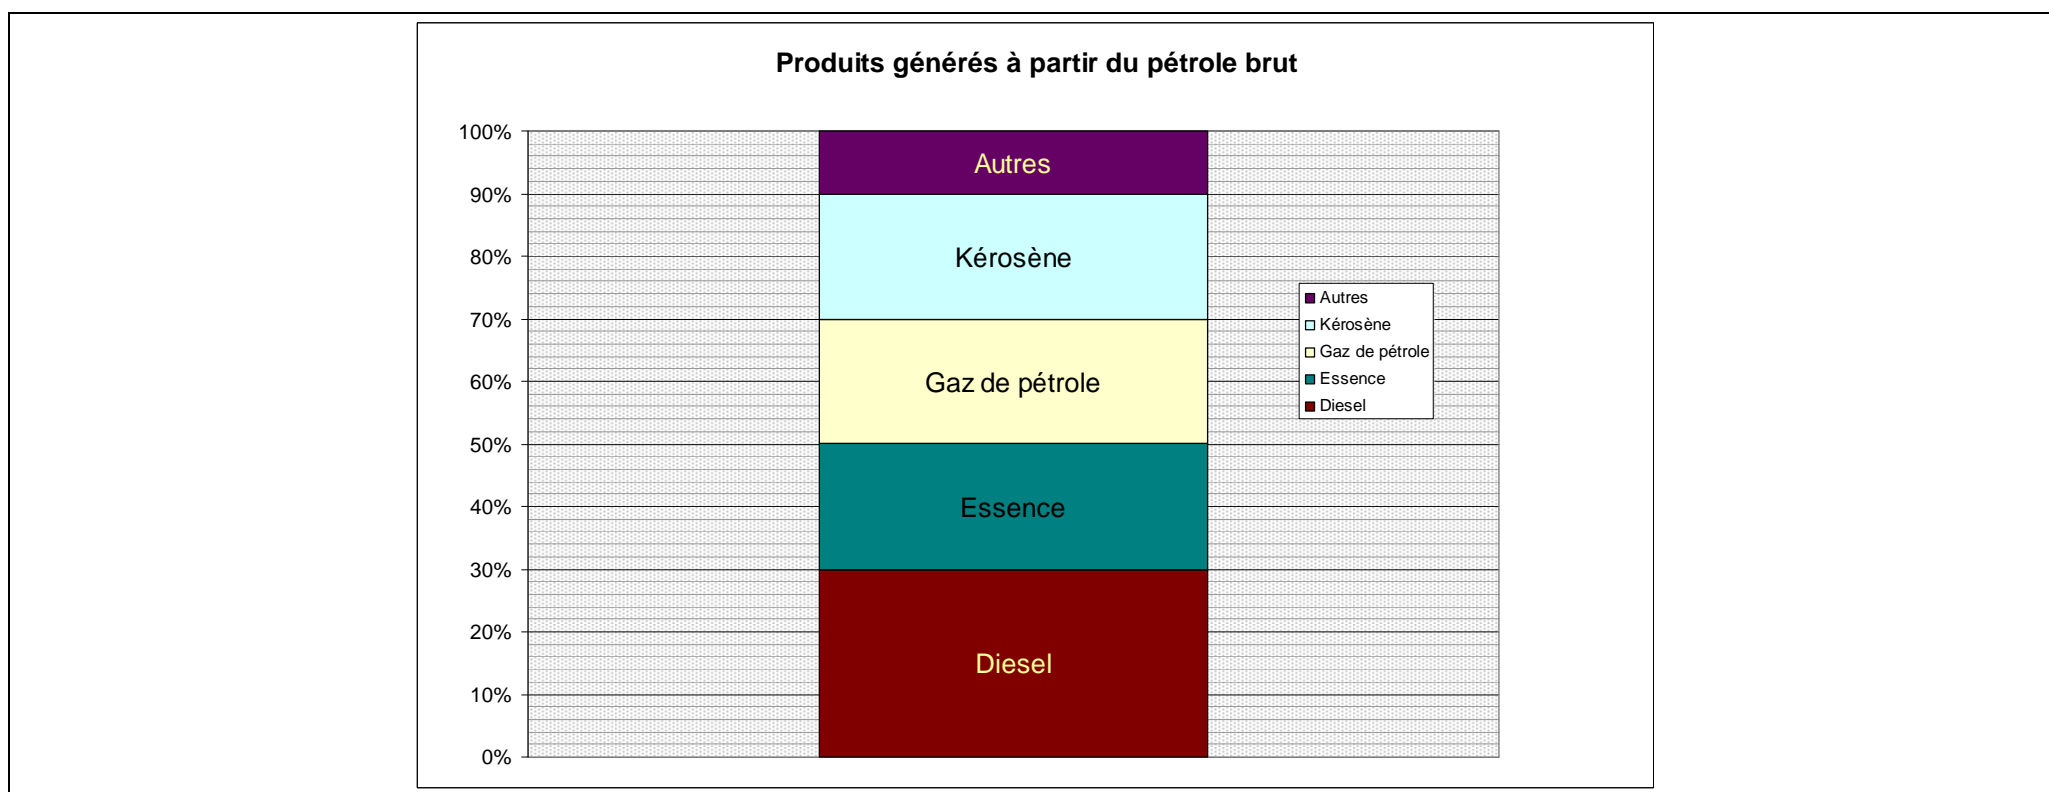 Produits générés à partir du pétrole brut
100%
90%
80%
70%
60%
50%
40%
30%
20%
10%
0%
Autres
Kérosène
Gaz de pétrole
Essence
Diesel
Autres
Kérosène
Gaz de pétrole
Essence
Diesel